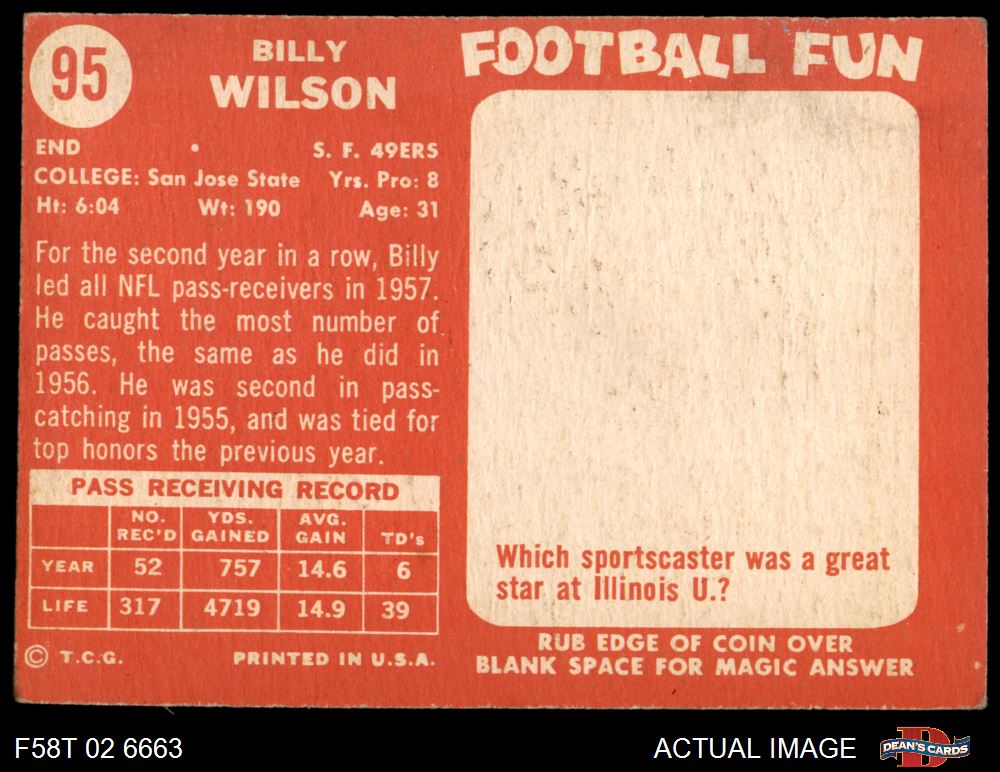 95
BILLY
WILSON
END • S. F. 49ERS
COLLEGE: San Jose State Yrs. Pro: 8
Ht: 6:04 Wt: 190 Age: 31
For the second year in a row, Billy
led all NFL pass-receivers in 1957.
He caught the most number of
passes, the same as he did in
1956. He was second in pass-
catching in 1955, and was tied for
top honors the previous year.
PASS RECEIVING RECORD
NO. REC'D YDS. GAINED AVG. GAIN TD's
YEAR 52 757 14.6 6
LIFE 317 4719 14.9 39
© T.C.G. PRINTED IN U.S.A.
FOOTBALL FUN
Which sportscaster was a great
star at Illinois U.?
RUB EDGE OF COIN OVER
BLANK SPACE FOR MAGIC ANSWER
F58T 02 6663 ACTUAL IMAGE DEAN'S CARDS